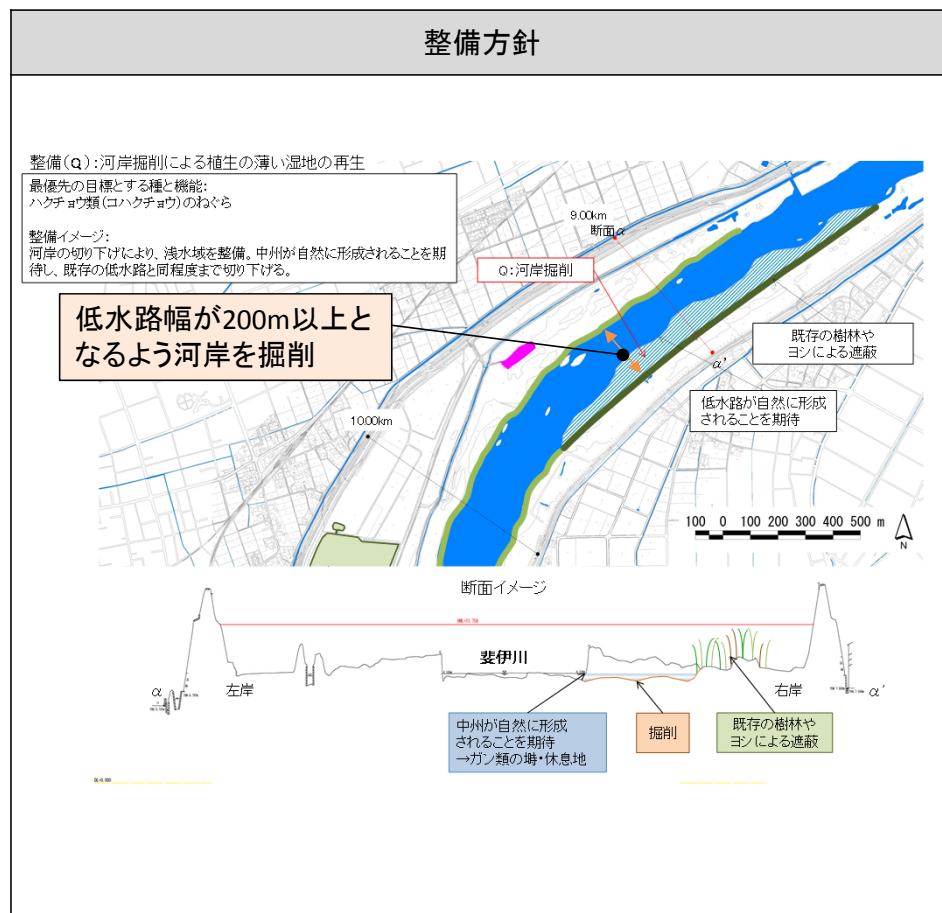 整備方針
整備(Q):河岸掘削による植生の薄い湿地の再生
最優先の目標とする種と機能:
ハクチョウ類(コハクチョウ)のねぐら
整備イメージ:
河岸の切り下げにより、浅水域を整備。中州が自然に形成されることを期
待し、既存の低水路と同程度まで切り下げる。
9.00km
断面α
Q:河岸掘削
低水路幅が200m以上と
なるよう河岸を掘削
既存の樹林や
ヨシによる遮蔽
α'
低水路が自然に形成
されることを期待
10.00km
100 0 100 200 300 400 500 m
N
断面イメージ
斐伊川
α
左岸
右岸
α'
中州が自然に形成
されることを期待
→ガン類の塒・休息地
掘削
既存の樹林や
ヨシによる遮蔽